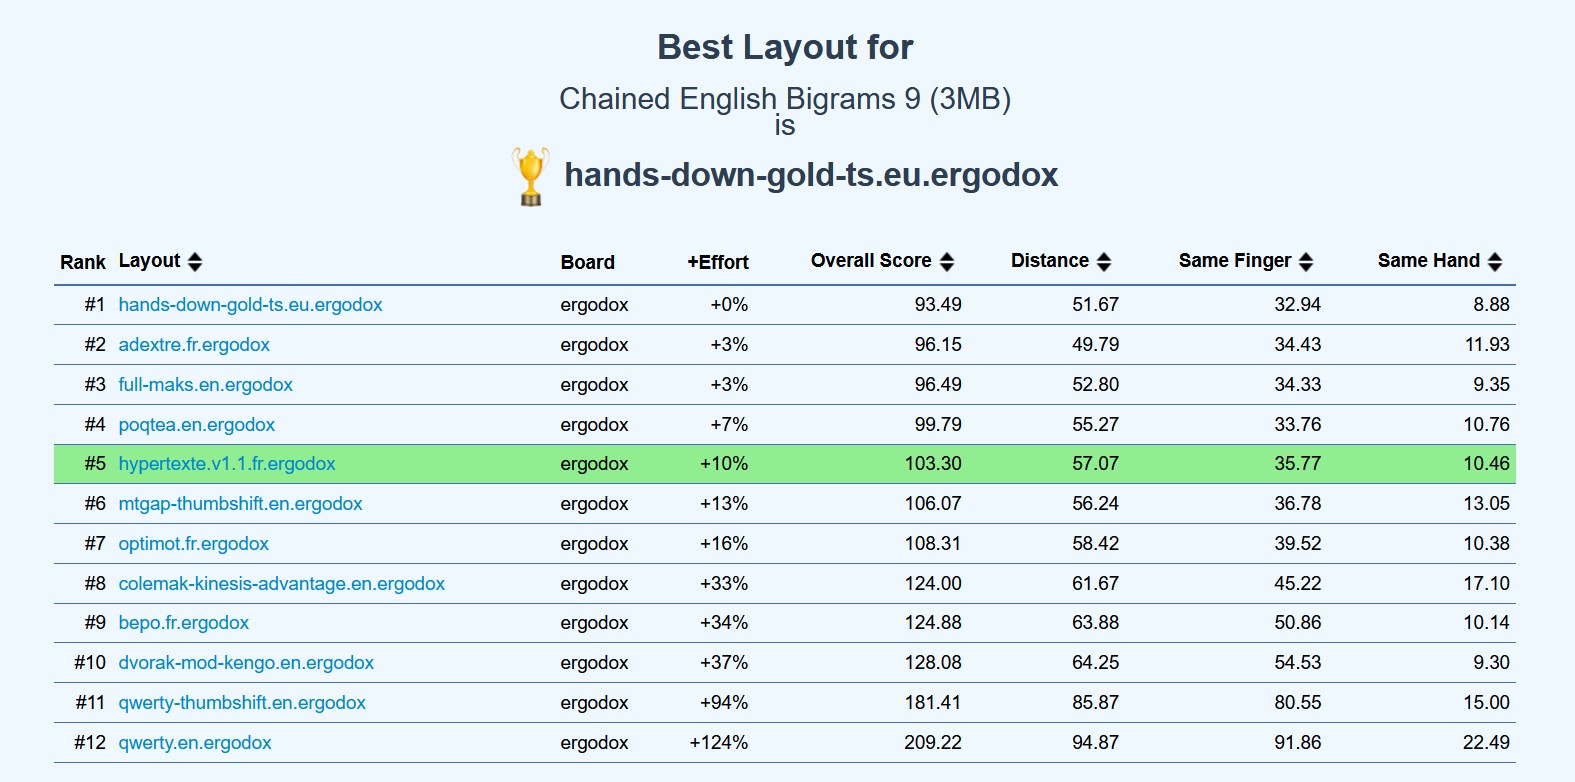 Best Layout for
Chained English Bigrams 9 (3MB)
is
hands-down-gold-ts.eu.ergodox
Rank Layout Board +Effort Overall Score Distance Same Finger Same Hand
#1 hands-down-gold-ts.eu.ergodox ergodox +0% 93.49 51.67 32.94 8.88
#2 adextre.fr.ergodox ergodox +3% 96.15 49.79 34.43 11.93
#3 full-maks.en.ergodox ergodox +3% 96.49 52.80 34.33 9.35
#4 poqtea.en.ergodox ergodox +7% 99.79 55.27 33.76 10.76
#5 hypertexte.v1.1.fr.ergodox ergodox +10% 103.30 57.07 35.77 10.46
#6 mtgap-thumbshift.en.ergodox ergodox +13% 106.07 56.24 36.78 13.05
#7 optimot.fr.ergodox ergodox +16% 108.31 58.42 39.52 10.38
#8 colemak-kinesis-advantage.en.ergodox ergodox +33% 124.00 61.67 45.22 17.10
#9 bepo.fr.ergodox ergodox +34% 124.88 63.88 50.86 10.14
#10 dvorak-mod-kengo.en.ergodox ergodox +37% 128.08 64.25 54.53 9.30
#11 qwerty-thumbshift.en.ergodox ergodox +94% 181.41 85.87 80.55 15.00
#12 qwerty.en.ergodox ergodox +124% 209.22 94.87 91.86 22.49